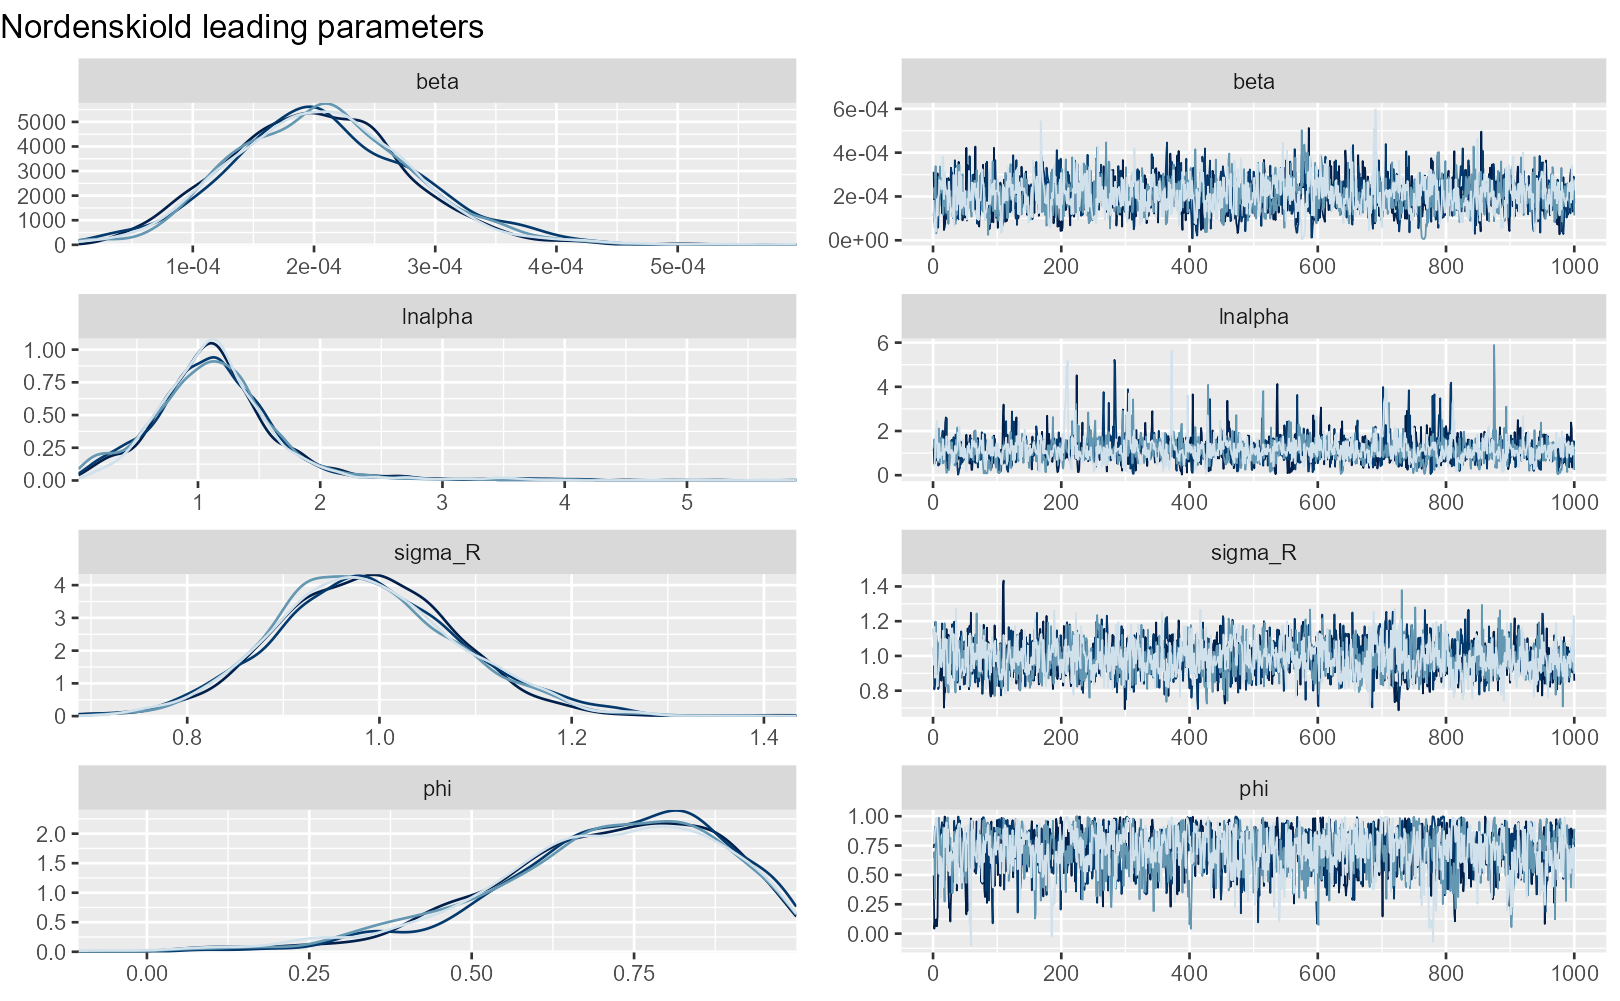 Nordenskiold leading parameters
beta
5000
4000
3000
2000
1000
0
1e-04 2e-04 3e-04 4e-04 5e-04
beta
6e-04
4e-04
2e-04
0e+00
0 200 400 600 800 1000
lnalpha
1.00
0.75
0.50
0.25
0.00
1 2 3 4 5
lnalpha
6
4
2
0
0 200 400 600 800 1000
sigma_R
4
3
2
1
0
0.8 1.0 1.2 1.4
sigma_R
1.4
1.2
1.0
0.8
0 200 400 600 800 1000
phi
2.0
1.5
1.0
0.5
0.0
0.00 0.25 0.50 0.75
phi
1.00
0.75
0.50
0.25
0.00
0 200 400 600 800 1000